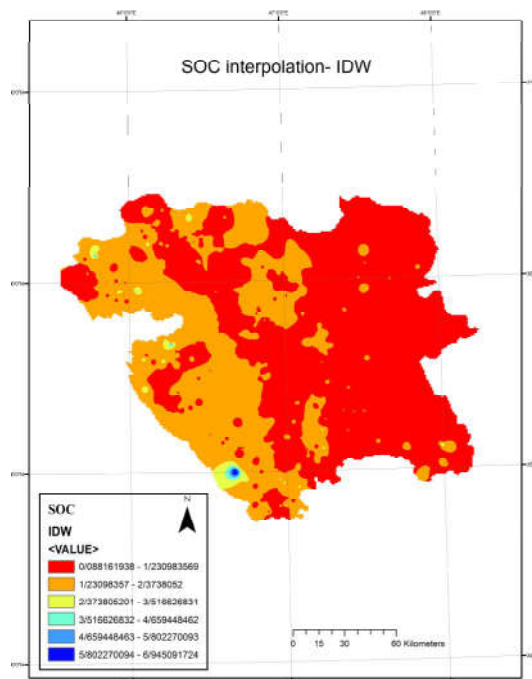 SOC interpolation- IDW
N
SOC
IDW
<VALUE>
0/088161938 - 1/230983569
1/23098357 - 2/3738052
2/373805201 - 3/516626831
3/516626832 - 4/659448462
4/659448463 - 5/802270093
5/802270094 - 6/945091724
0 15 30 60 Kilometers